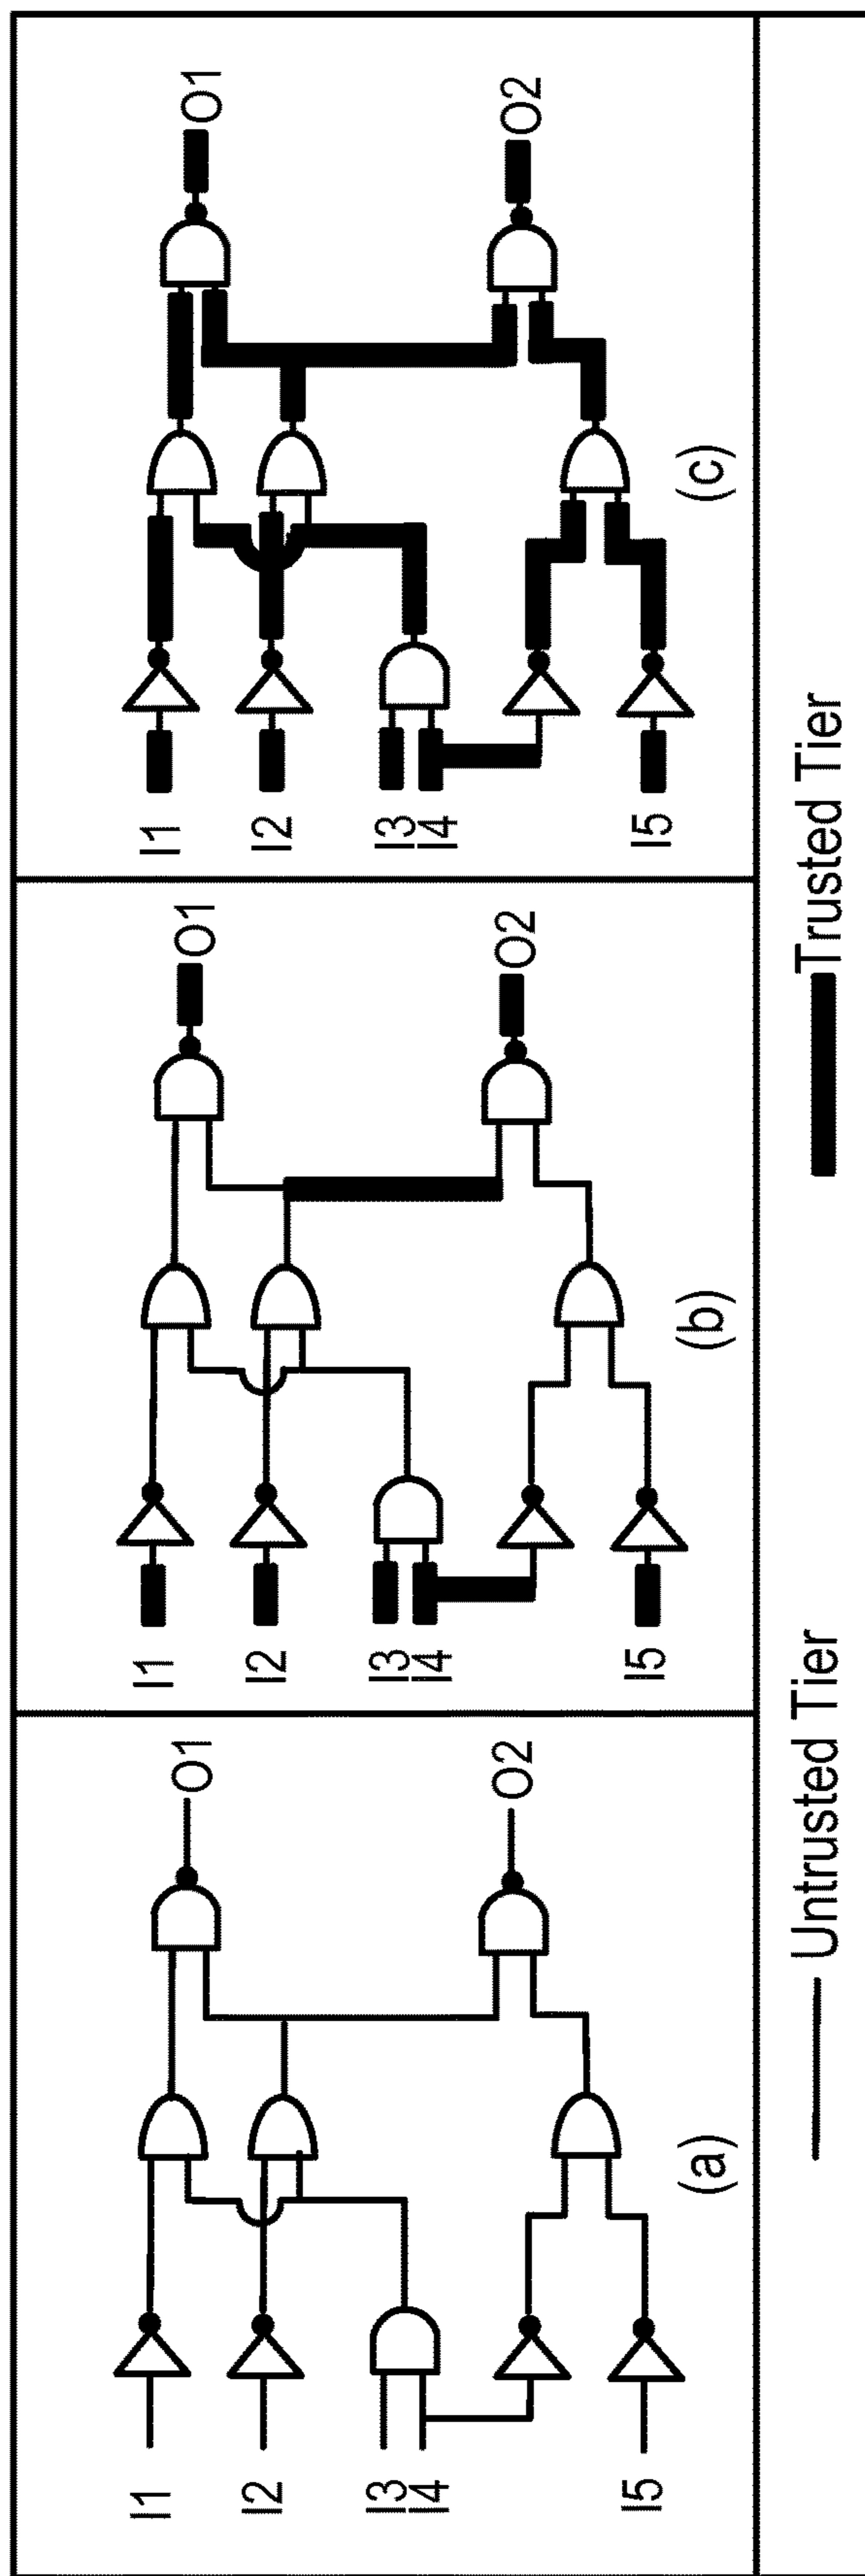 I1
I2
I3
I4
I5
O1
O2
(a)
I1
I2
I3
I4
I5
O1
O2
(b)
I1
I2
I3
I4
I5
O1
O2
(c)
Untrusted Tier
Trusted Tier